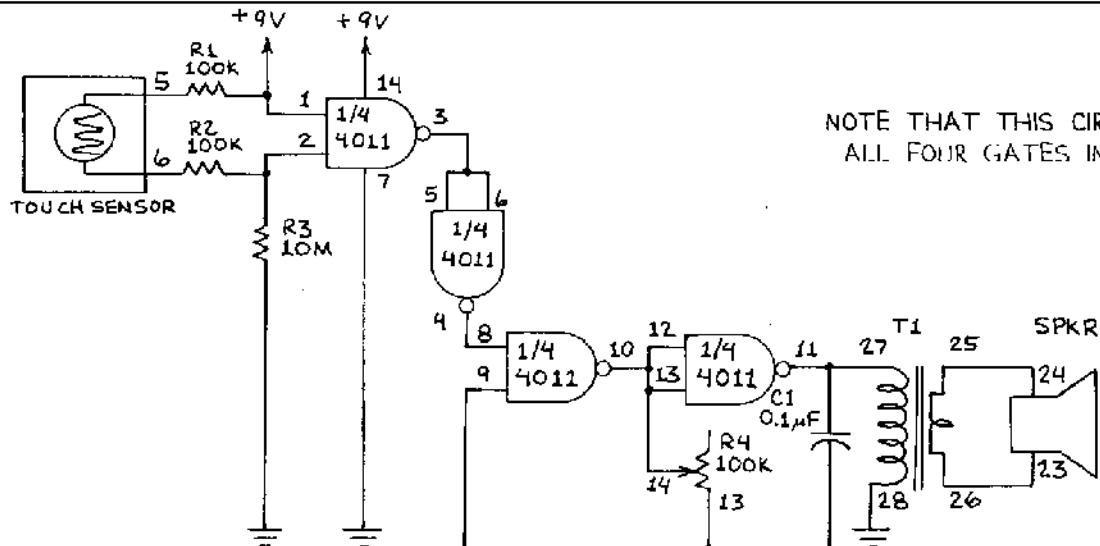 +9V
+9V
R1
100K
5
14
1
1/4
4011
3
R2
100K
2
6
7
TOUCH SENSOR
NOTE THAT THIS CIR
ALL FOUR GATES IN
R3
10M
5
6
1/4
4011
4
8
1/4
4011
9
10
12
13
1/4
4011
11
C1
0.1µF
T1
27
25
SPKR
24
23
28
26
R4
100K
14
13